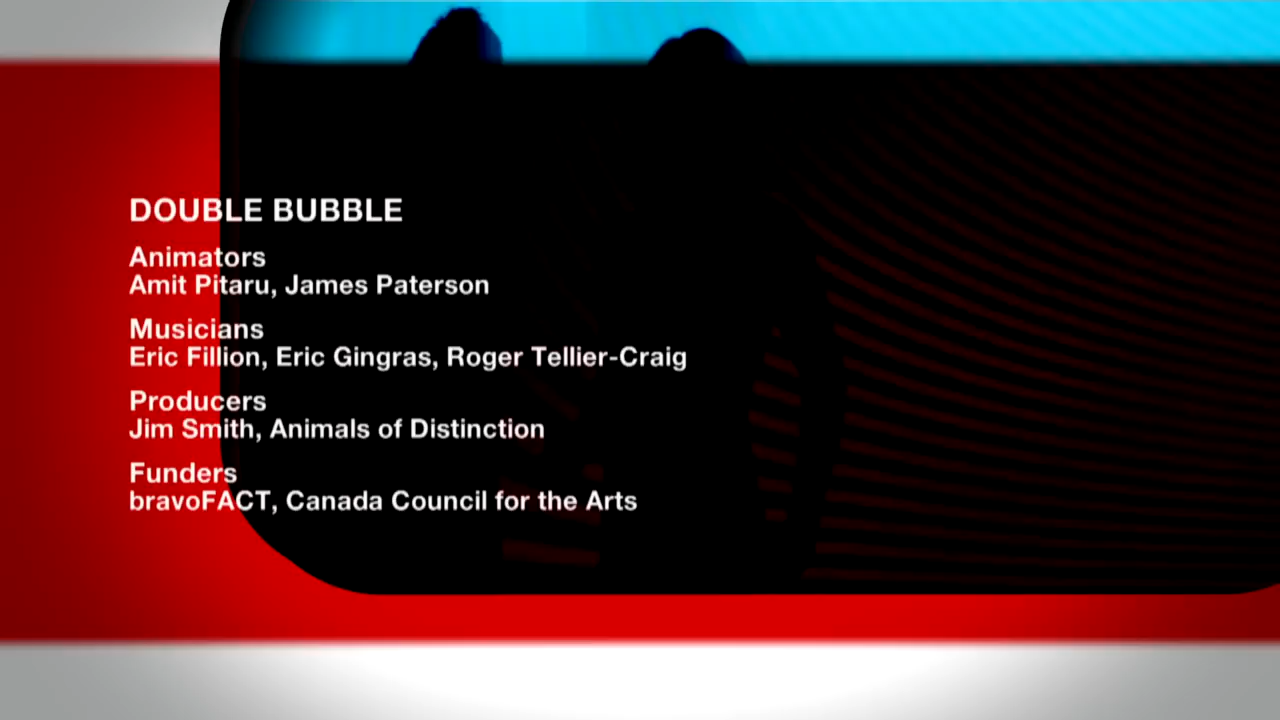 DOUBLE BUBBLE
Animators
Amit Pitaru, James Paterson
Musicians
Eric Fillion, Eric Gingras, Roger Tellier-Craig
Producers
Jim Smith, Animals of Distinction
Funders
bravoFACT, Canada Council for the Arts